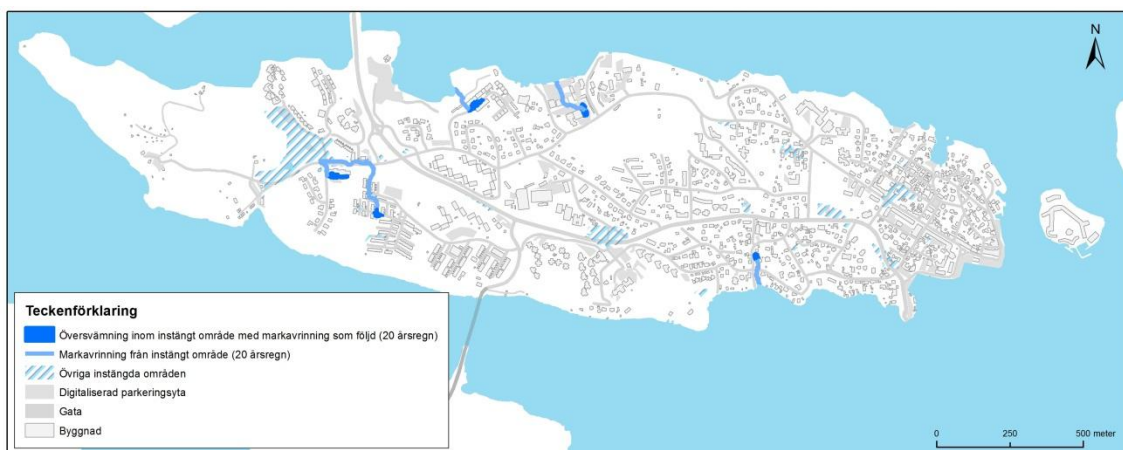 N
Teckenförklaring
Översvämning inom instängt område med markavrinning som följd (20 årsregn)
Markavrinning från instängt område (20 årsregn)
Övriga instängda områden
Digitaliserad parkeringsyta
Gata
Byggnad
0 250 500 meter